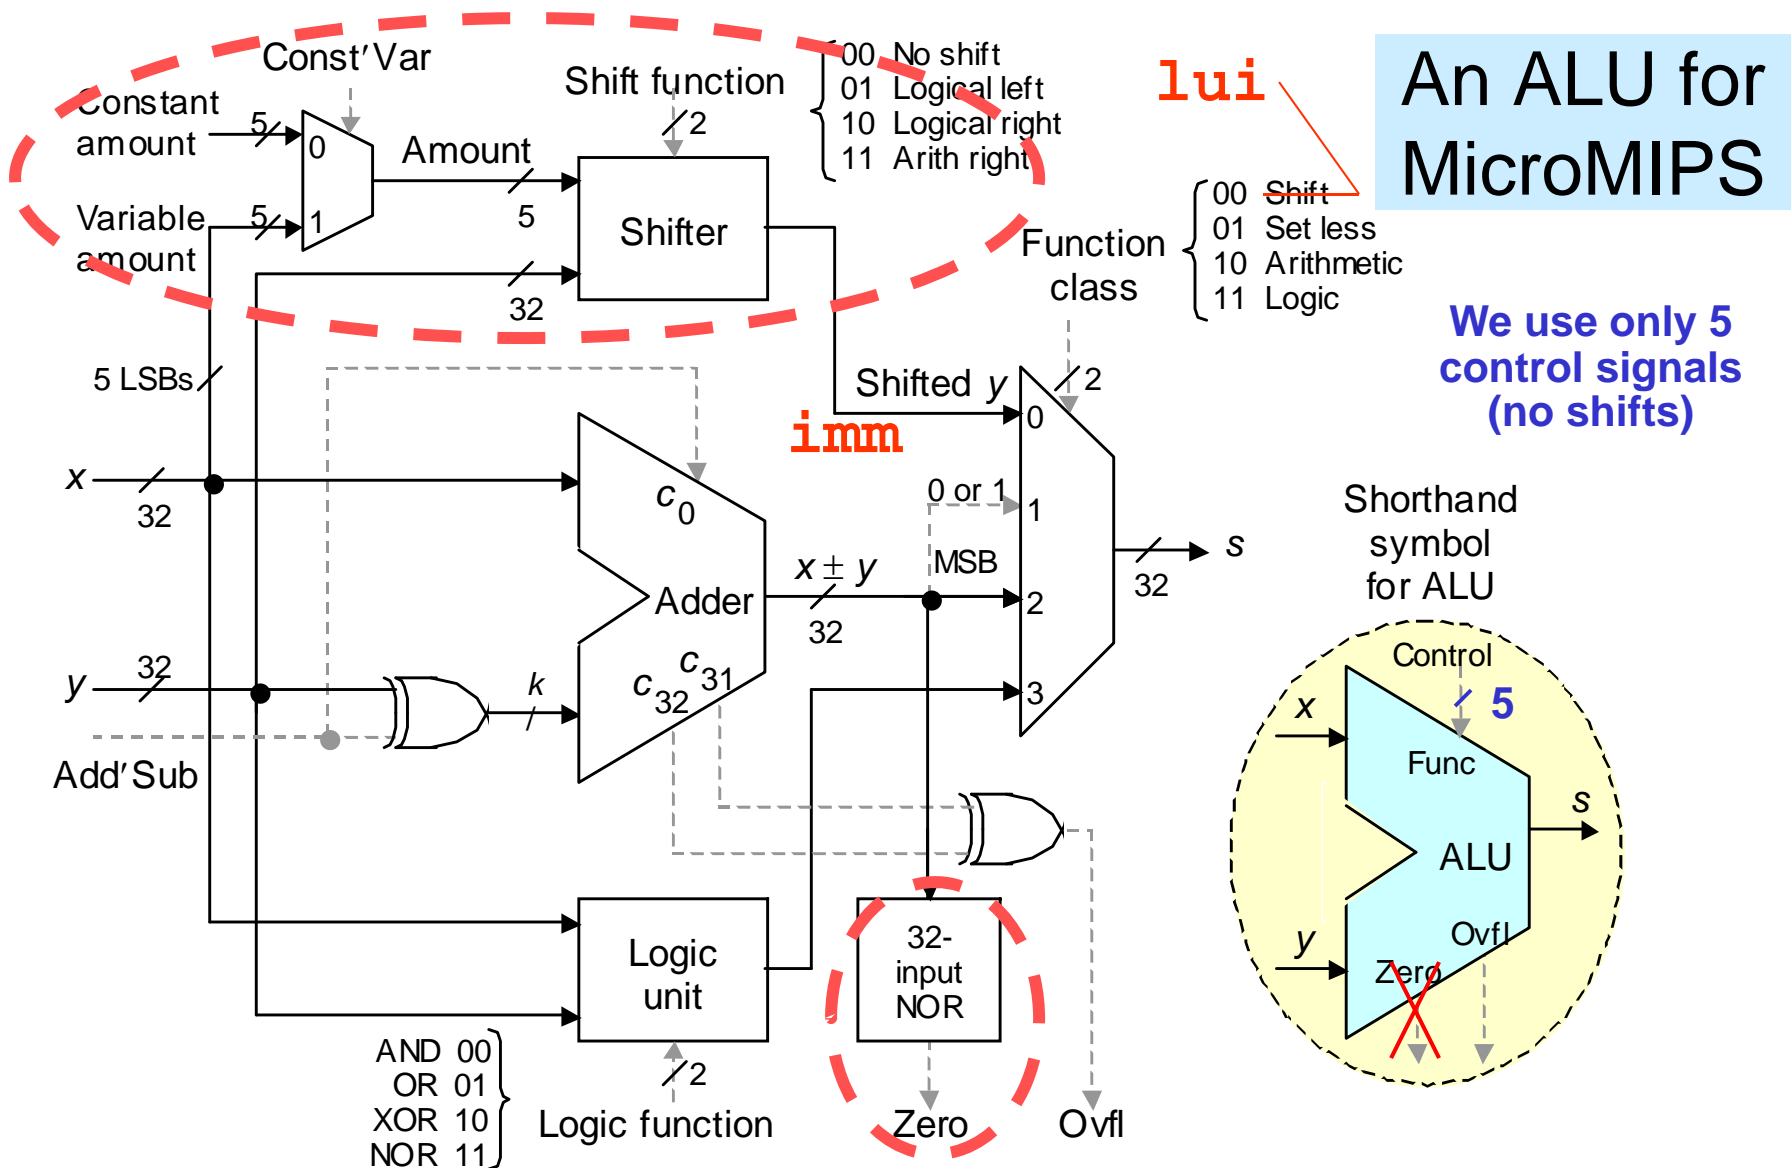 An ALU for
MicroMIPS
Const′Var
Constant
amount
5
0
Amount
5
Variable
amount
5
1
Shift function
2
00 No shift
01 Logical left
10 Logical right
11 Arith right
Shifter
32
lui
00 Shift
01 Set less
10 Arithmetic
11 Logic
Function
class
2
We use only 5
control signals
(no shifts)
5 LSBs
Shifted y
imm
0
0 or 1
1
MSB
2
3
x
32
c0
Adder
x ± y
32
s
32
y
32
k
c31
c32
Add′Sub
Logic
unit
32-
input
NOR
AND 00
OR 01
XOR 10
NOR 11
2
Logic function
Zero
Ovfl
Shorthand
symbol
for ALU
Control
5
x
Func
s
ALU
y
Ovfl
Zero